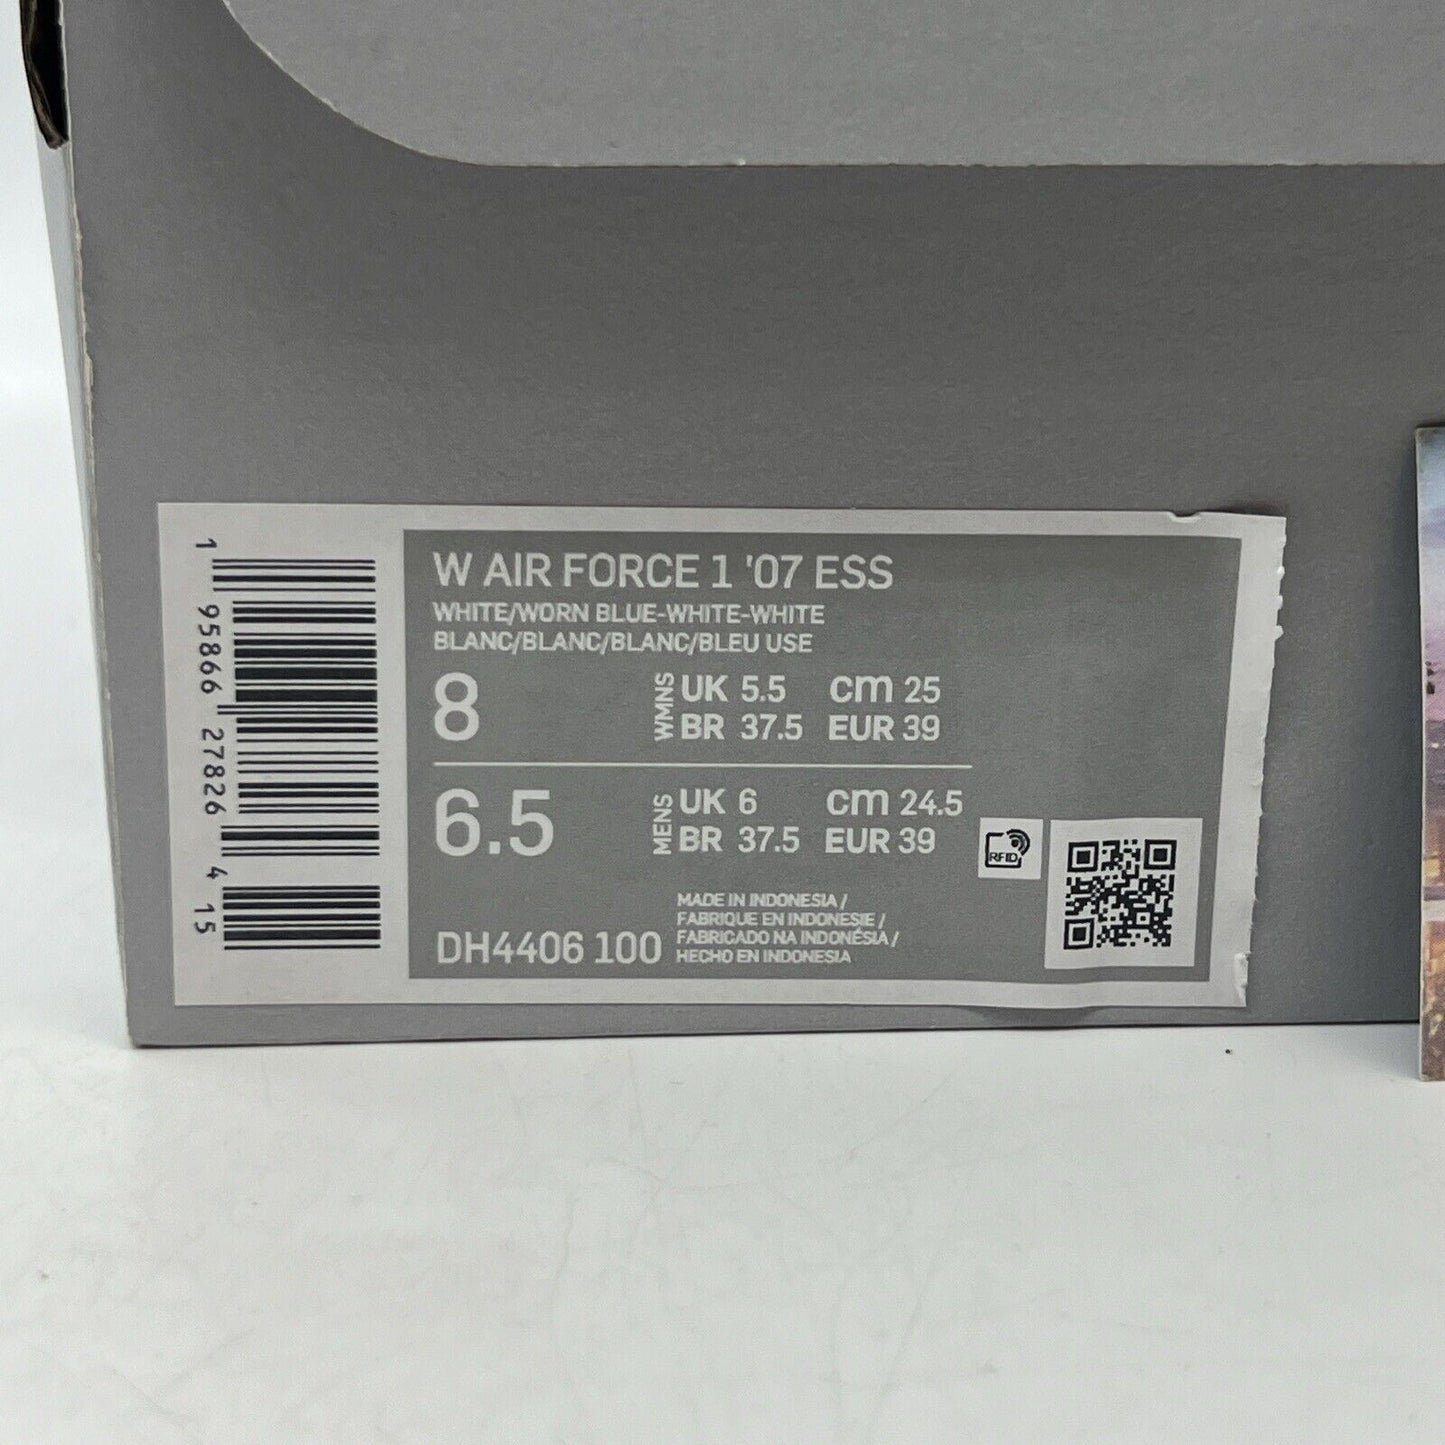 1 95866 27826 4 15
W AIR FORCE 1 '07 ESS
WHITE/WORN BLUE-WHITE-WHITE
BLANC/BLANC/BLANC/BLEU USE
8 WMNS UK 5.5 cm 25
BR 37.5 EUR 39
6.5 MENS UK 6 cm 24.5
BR 37.5 EUR 39
RFID
MADE IN INDONESIA /
FABRIQUE EN INDONESIE /
FABRICADO NA INDONÉSIA /
HECHO EN INDONESIA
DH4406 100